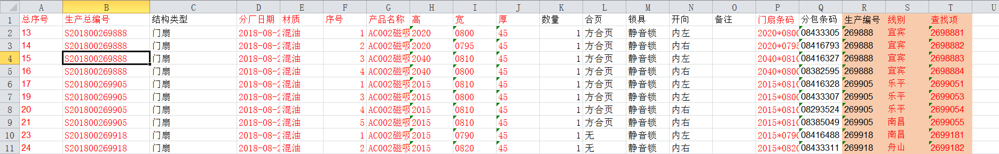 A B C D E F G H I J K L M N O P Q R S T U
1 总序号 生产总编号 结构类型 分厂日期 材质 序号 产品名称 高 宽 厚 数量 合页 锁具 开向 备注 门扇条码 分包条码 生产编号 线别 查找项
2 13 S201800269888 门扇 2018-08-2 混油 1 AC002磁吸 2020 0800 45 1 方合页 静音锁 内左 2020*0800 08433305 269888 宜宾 2698881
3 14 S201800269888 门扇 2018-08-2 混油 2 AC002磁吸 2020 0795 45 1 方合页 静音锁 内右 2020*0795 08416793 269888 宜宾 2698882
4 15 S201800269888 门扇 2018-08-2 混油 3 AC002磁吸 2040 0810 45 1 方合页 静音锁 内左 2040*0810 08416327 269888 宜宾 2698883
5 16 S201800269888 门扇 2018-08-2 混油 4 AC002磁吸 2040 0800 45 1 方合页 静音锁 内右 2040*0800 08382595 269888 宜宾 2698884
6 17 S201800269905 门扇 2018-08-2 混油 1 AC002磁吸 2015 0810 45 1 方合页 静音锁 内左 2015*0810 08416328 269905 乐平 2699051
7 19 S201800269905 门扇 2018-08-2 混油 3 AC002磁吸 2015 0800 45 1 方合页 静音锁 内左 2015*0800 08433307 269905 乐平 2699053
8 20 S201800269905 门扇 2018-08-2 混油 4 AC002磁吸 2015 0810 45 1 方合页 静音锁 内右 2015*0810 08293524 269905 乐平 2699054
9 21 S201800269905 门扇 2018-08-2 混油 5 AC002磁吸 2015 0810 45 1 方合页 静音锁 内右 2015*0810 08385049 269905 南昌 2699055
10 23 S201800269918 门扇 2018-08-2 混油 1 AC002磁吸 2015 0790 45 1 无 静音锁 内左 2015*0790 08416488 269918 南昌 2699181
11 24 S201800269918 门扇 2018-08-2 混油 2 AC002磁吸 2015 0820 45 1 无 静音锁 内右 2015*0820 08433311 269918 舟山 2699182